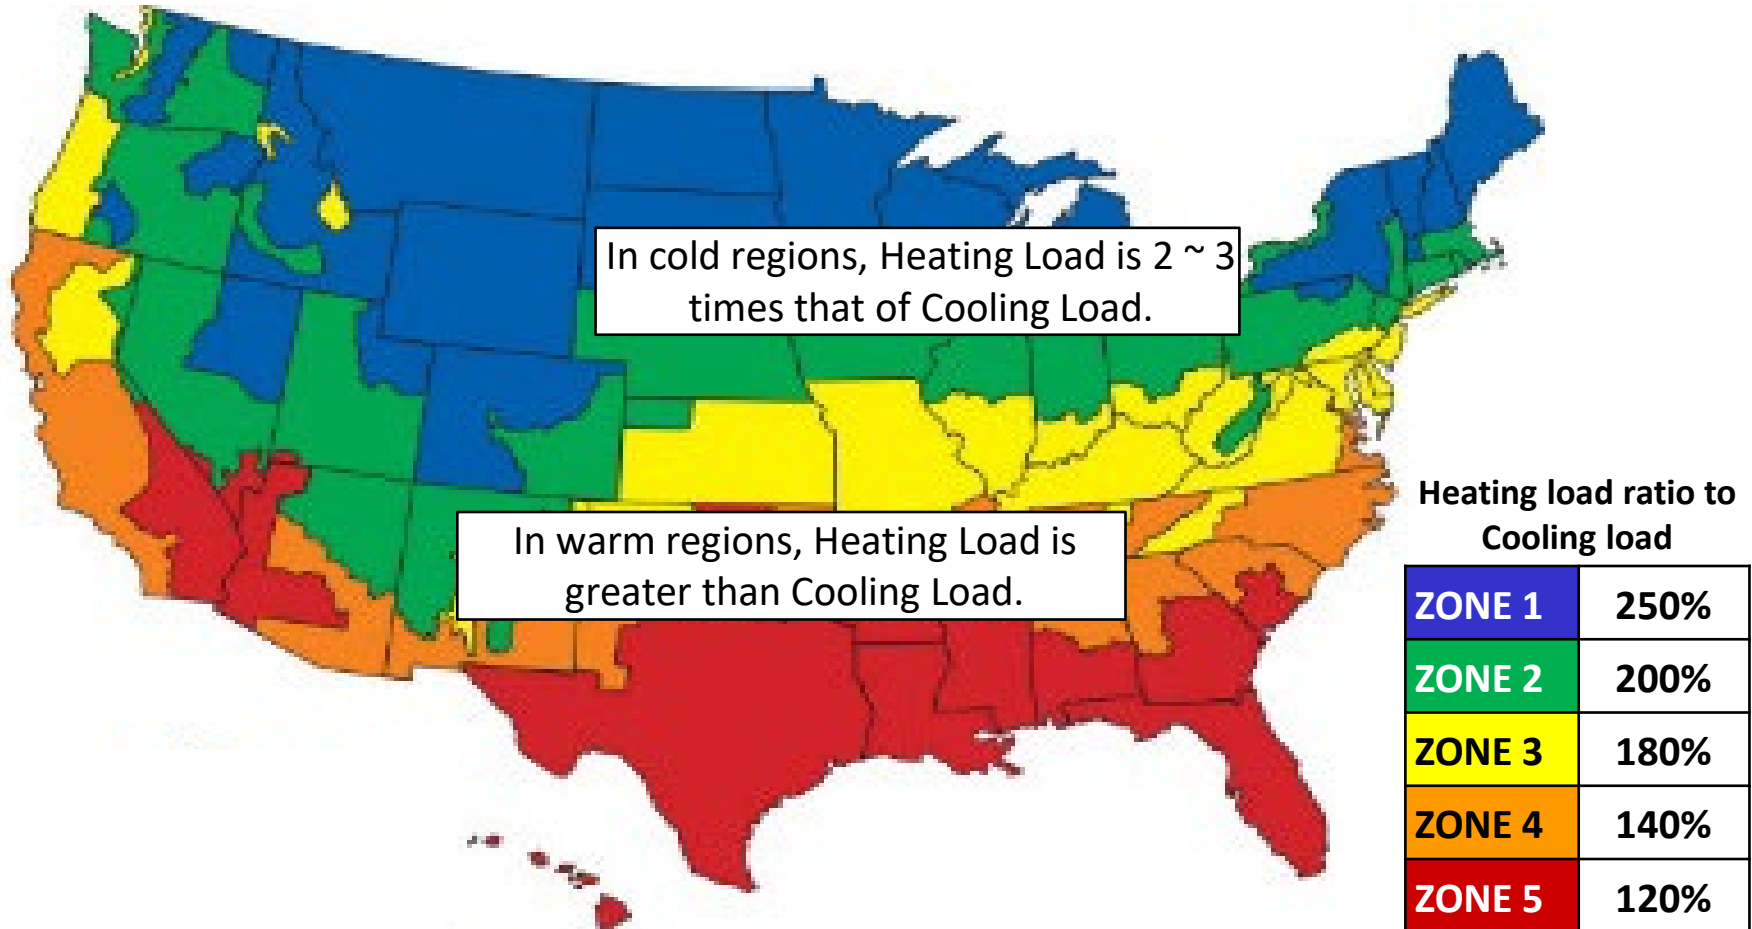 In cold regions, Heating Load is 2 ~ 3
times that of Cooling Load.
In warm regions, Heating Load is
greater than Cooling Load.
Heating load ratio to
Cooling load
ZONE 1 250%
ZONE 2 200%
ZONE 3 180%
ZONE 4 140%
ZONE 5 120%